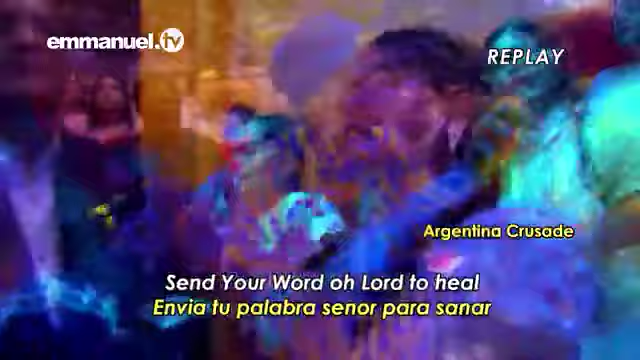 emmanuel.tv
REPLAY
Argentina Crusade
Send Your Word oh Lord to heal
Envia tu palabra senor para sanar